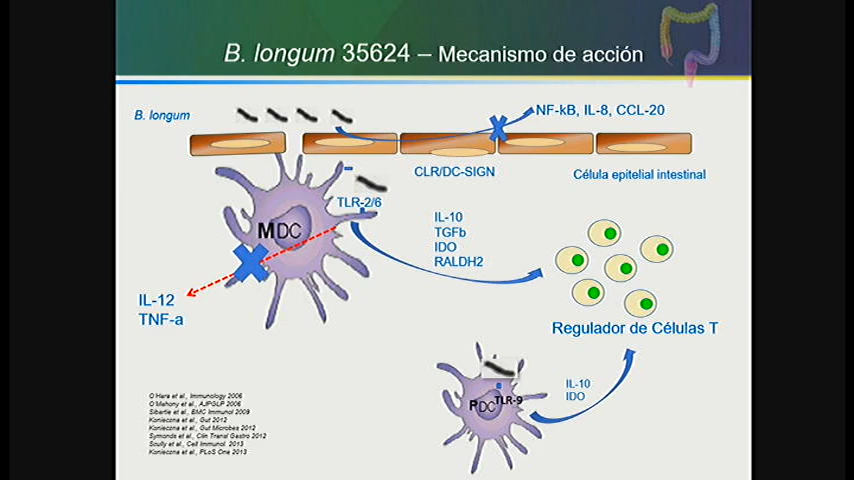 B. longum 35624 – Mecanismo de acción
B. longum
NF-kB, IL-8, CCL-20
CLR/DC-SIGN
Célula epitelial intestinal
TLR-2/6
MDC
IL-10
TGFb
IDO
RALDH2
IL-12
TNF-a
Regulador de Células T
PDC
TLR-9
IL-10
IDO
O'Hara et al., Immunology 2006
O'Mahony et al., AJPGLP 2006
Sibartie et al., BMC Immunol 2009
Konieczna et al., Gut 2012
Konieczna et al., Gut Microbes 2012
Symonds et al., Clin Transl Gastro 2012
Scully et al., Cell Immunol. 2013
Konieczna et al., PLoS One 2013